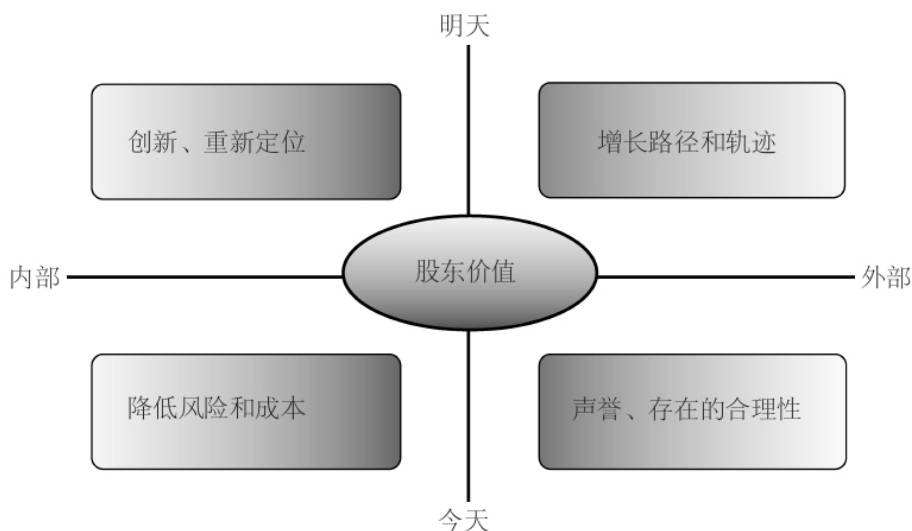 明天
创新、重新定位
增长路径和轨迹
内部
股东价值
外部
降低风险和成本
声誉、存在的合理性
今天